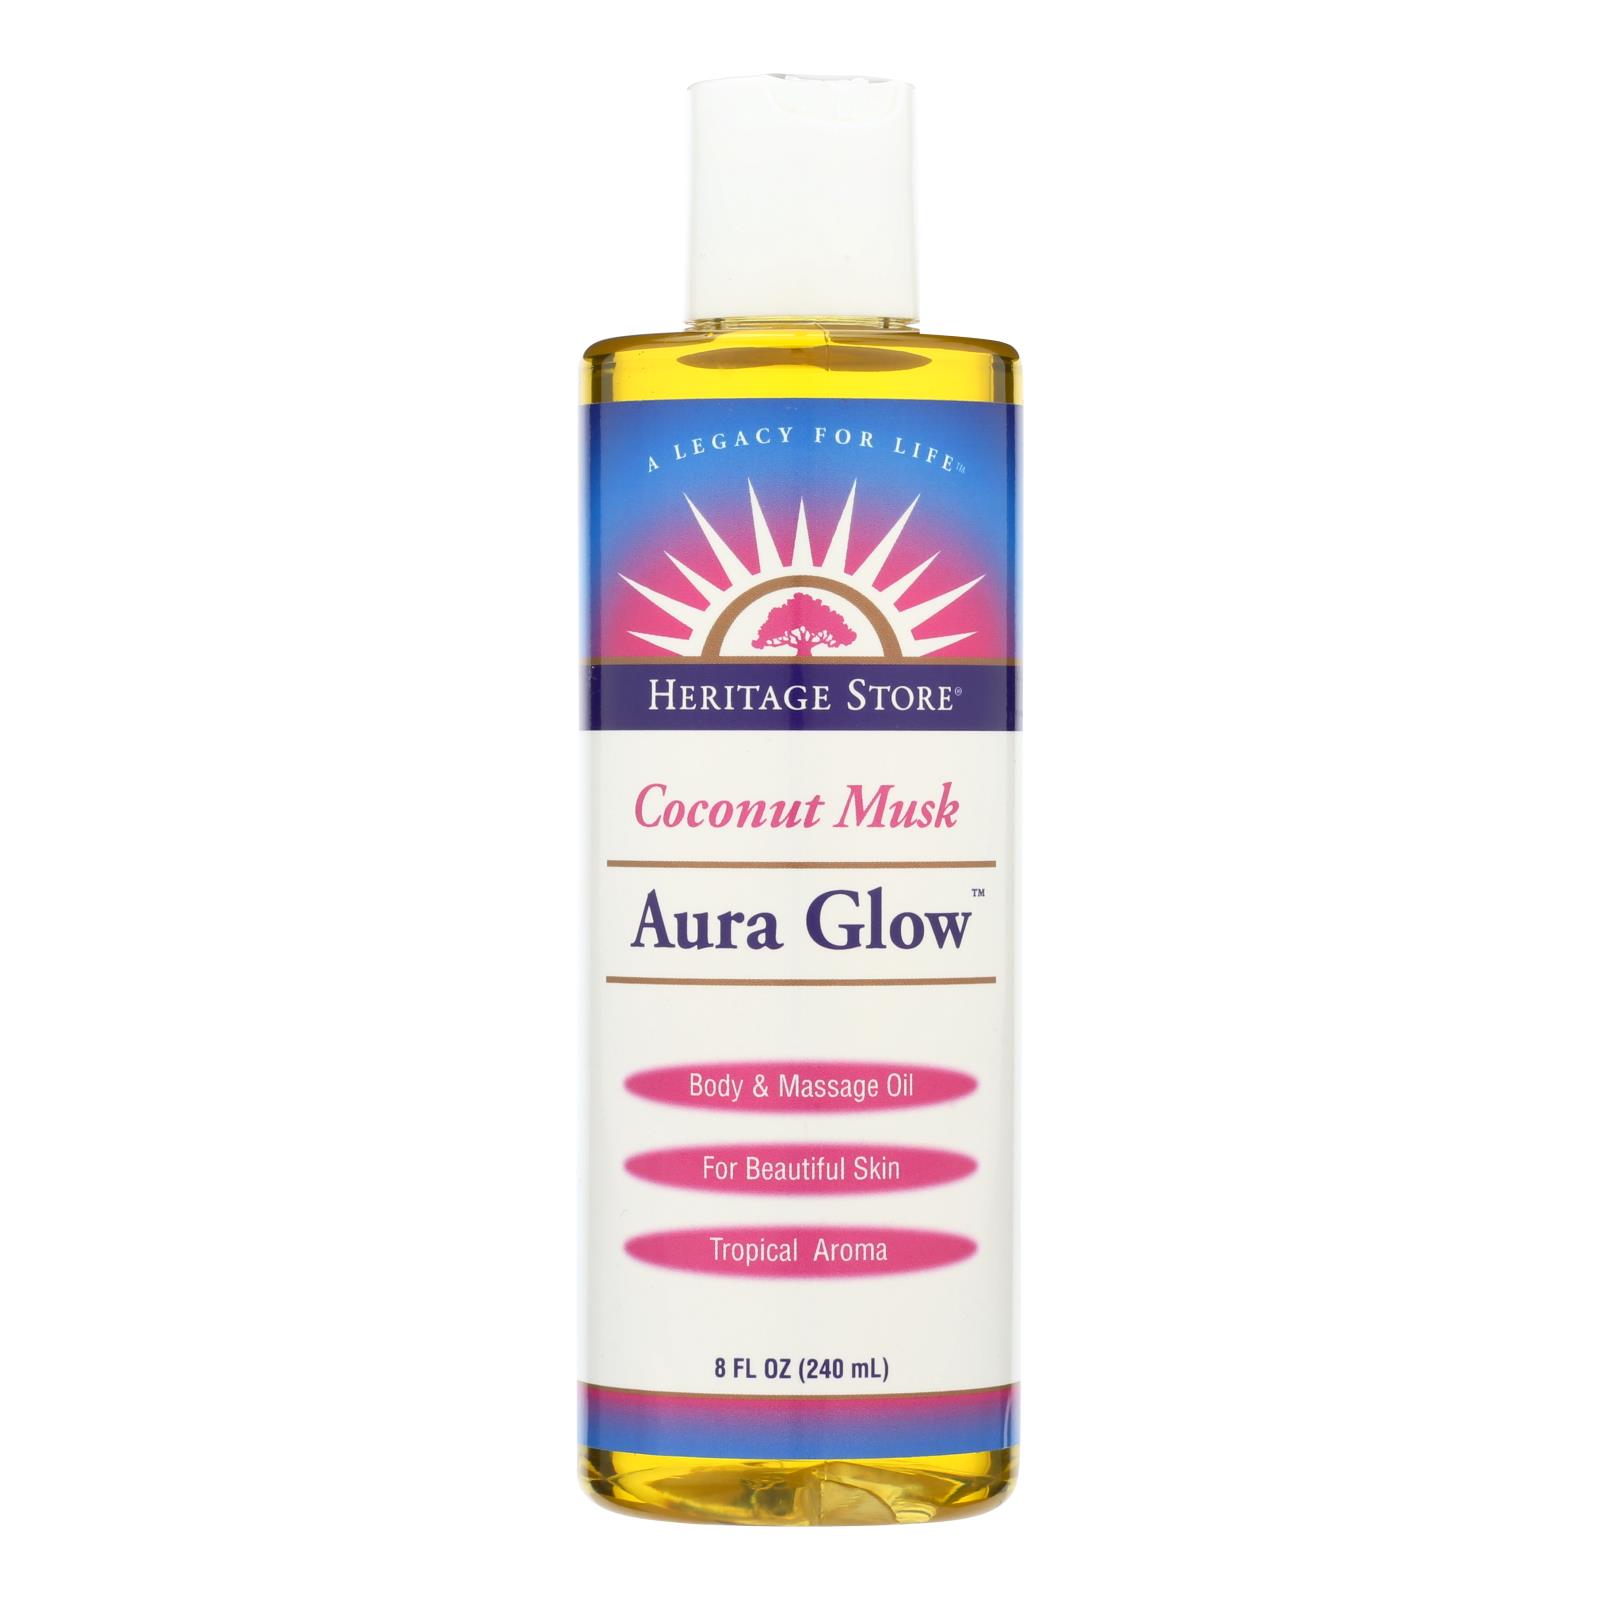 A LEGACY FOR LIFE™
HERITAGE STORE®
Coconut Musk
Aura Glow™
Body & Massage Oil
For Beautiful Skin
Tropical Aroma
8 FL OZ (240 mL)